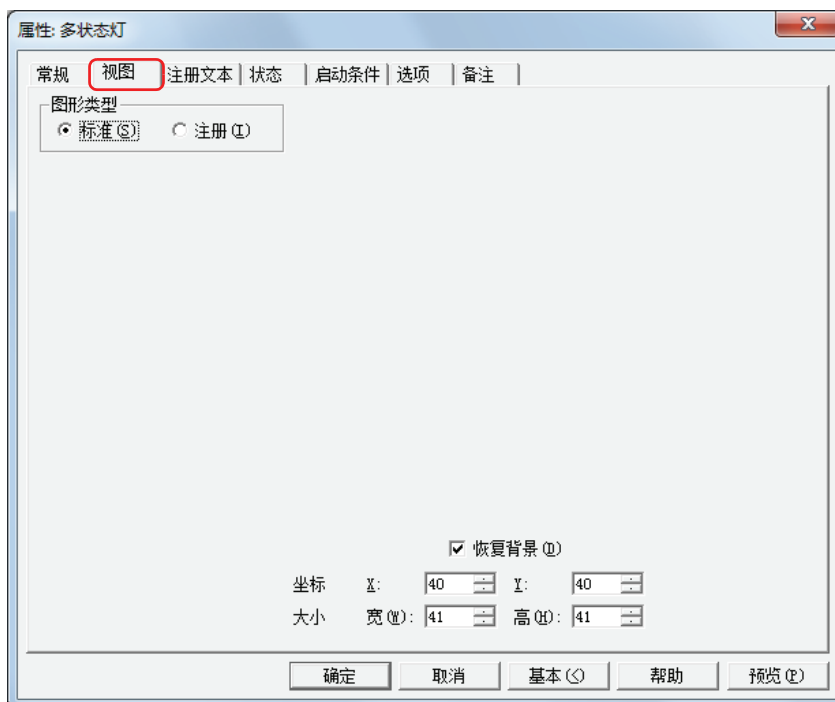 属性: 多状态灯
常规 视图 注册文本 状态 启动条件 选项 备注
图形类型
标准(S) 注册(I)
恢复背景(D)
坐标 X: 40 Y: 40
大小 宽(W): 41 高(H): 41
确定 取消 基本(<) 帮助 预览(P)